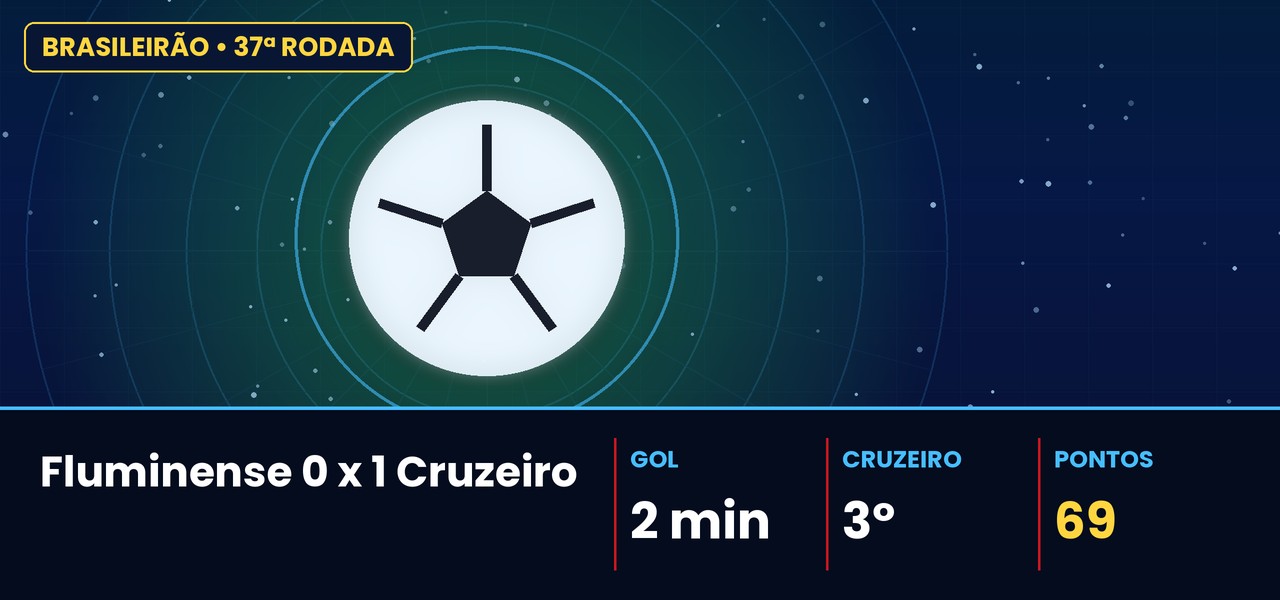 BRASILEIRÃO • 37ª RODADA
Fluminense 0 x 1 Cruzeiro
GOL
2 min
CRUZEIRO
3º
PONTOS
69